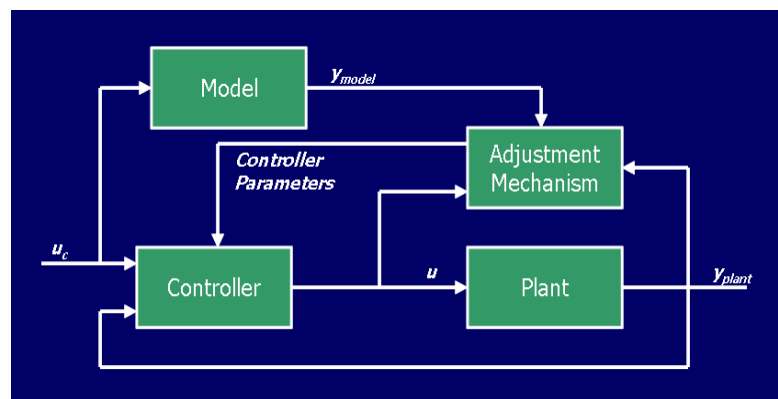 Model
y_model
Controller
Parameters
Adjustment
Mechanism
u_c
Controller
u
Plant
y_plant